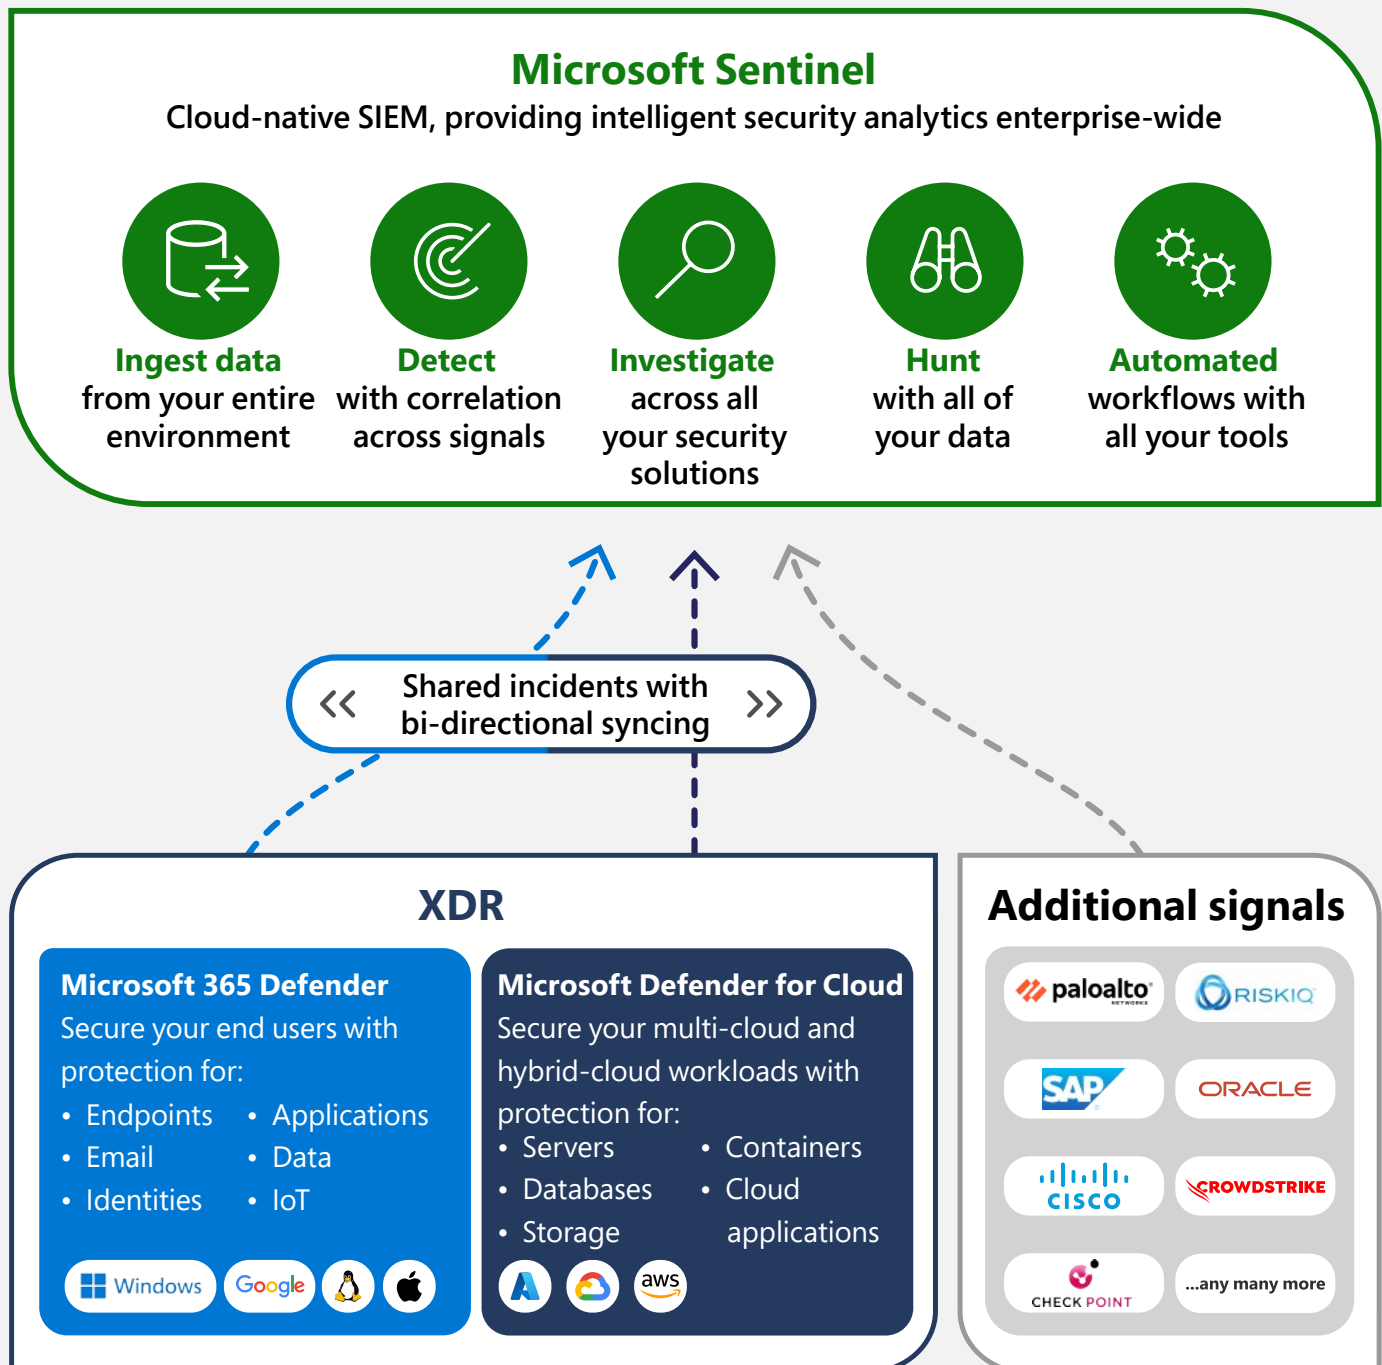 Microsoft Sentinel
Cloud-native SIEM, providing intelligent security analytics enterprise-wide
Ingest data
from your entire
environment
Detect
with correlation
across signals
Investigate
across all
your security
solutions
Hunt
with all of
your data
Automated
workflows with
all your tools
Shared incidents with
bi-directional syncing
XDR
Microsoft 365 Defender
Secure your end users with
protection for:
• Endpoints
• Email
• Identities
• Applications
• Data
• IoT
Windows
Google
Microsoft Defender for Cloud
Secure your multi-cloud and
hybrid-cloud workloads with
protection for:
• Servers
• Databases
• Storage
• Containers
• Cloud
applications
aws
Additional signals
paloalto
NETWORKS
RISKIQ
SAP
ORACLE
CISCO
CROWDSTRIKE
CHECK POINT
...any many more